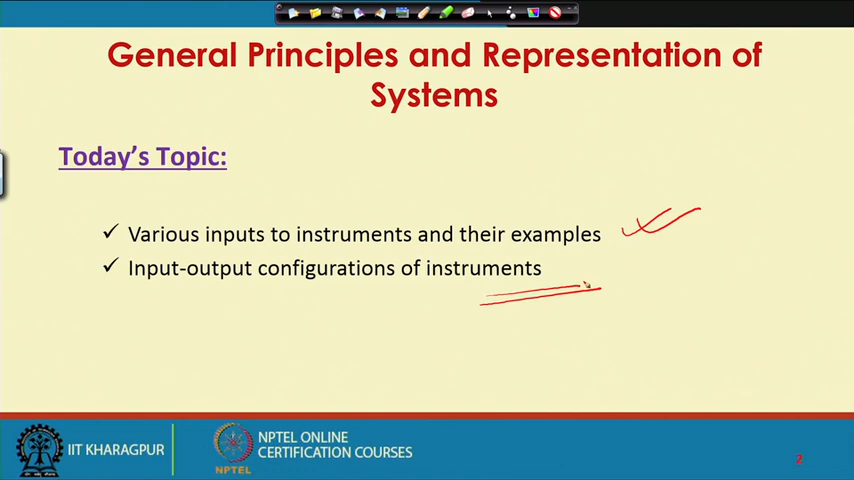 General Principles and Representation of
Systems
Today's Topic:
✓ Various inputs to instruments and their examples
✓ Input-output configurations of instruments
IIT KHARAGPUR
NPTEL
NPTEL ONLINE
CERTIFICATION COURSES
2